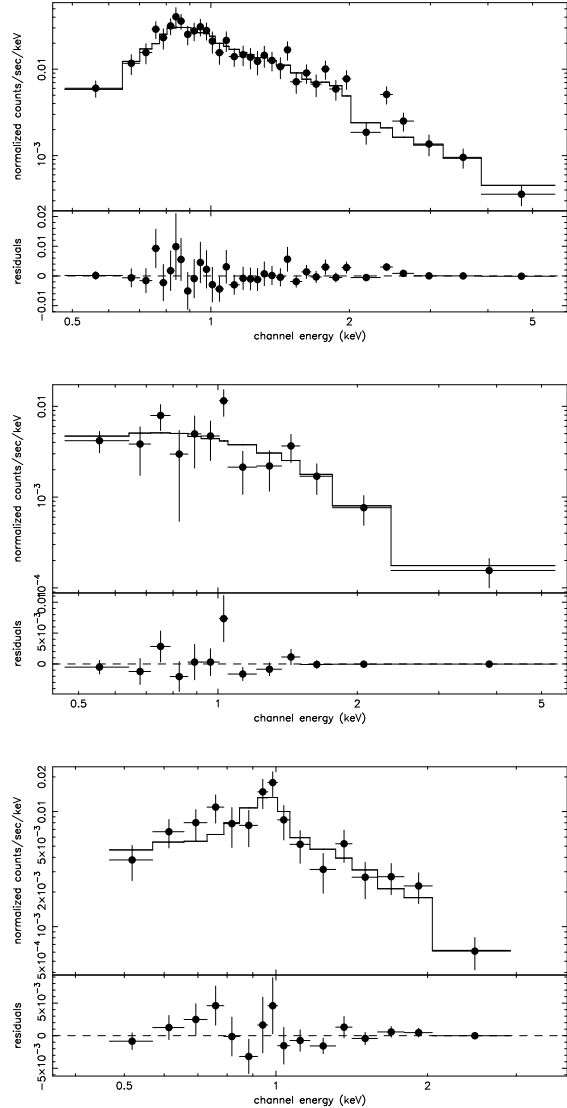 normalized counts/sec/keV
0.01
10⁻³
residuals
0.02
0.01
0
−0.01
0.5 1 2 5
channel energy (keV)
normalized counts/sec/keV
0.01
10⁻³
10⁻⁴
residuals
0.01
5×10⁻³
0
0.5 1 2 5
channel energy (keV)
normalized counts/sec/keV
0.02
0.01
5×10⁻³
2×10⁻³
10⁻³
5×10⁻⁴
residuals
5×10⁻³
0
−5×10⁻³
0.5 1 2
channel energy (keV)